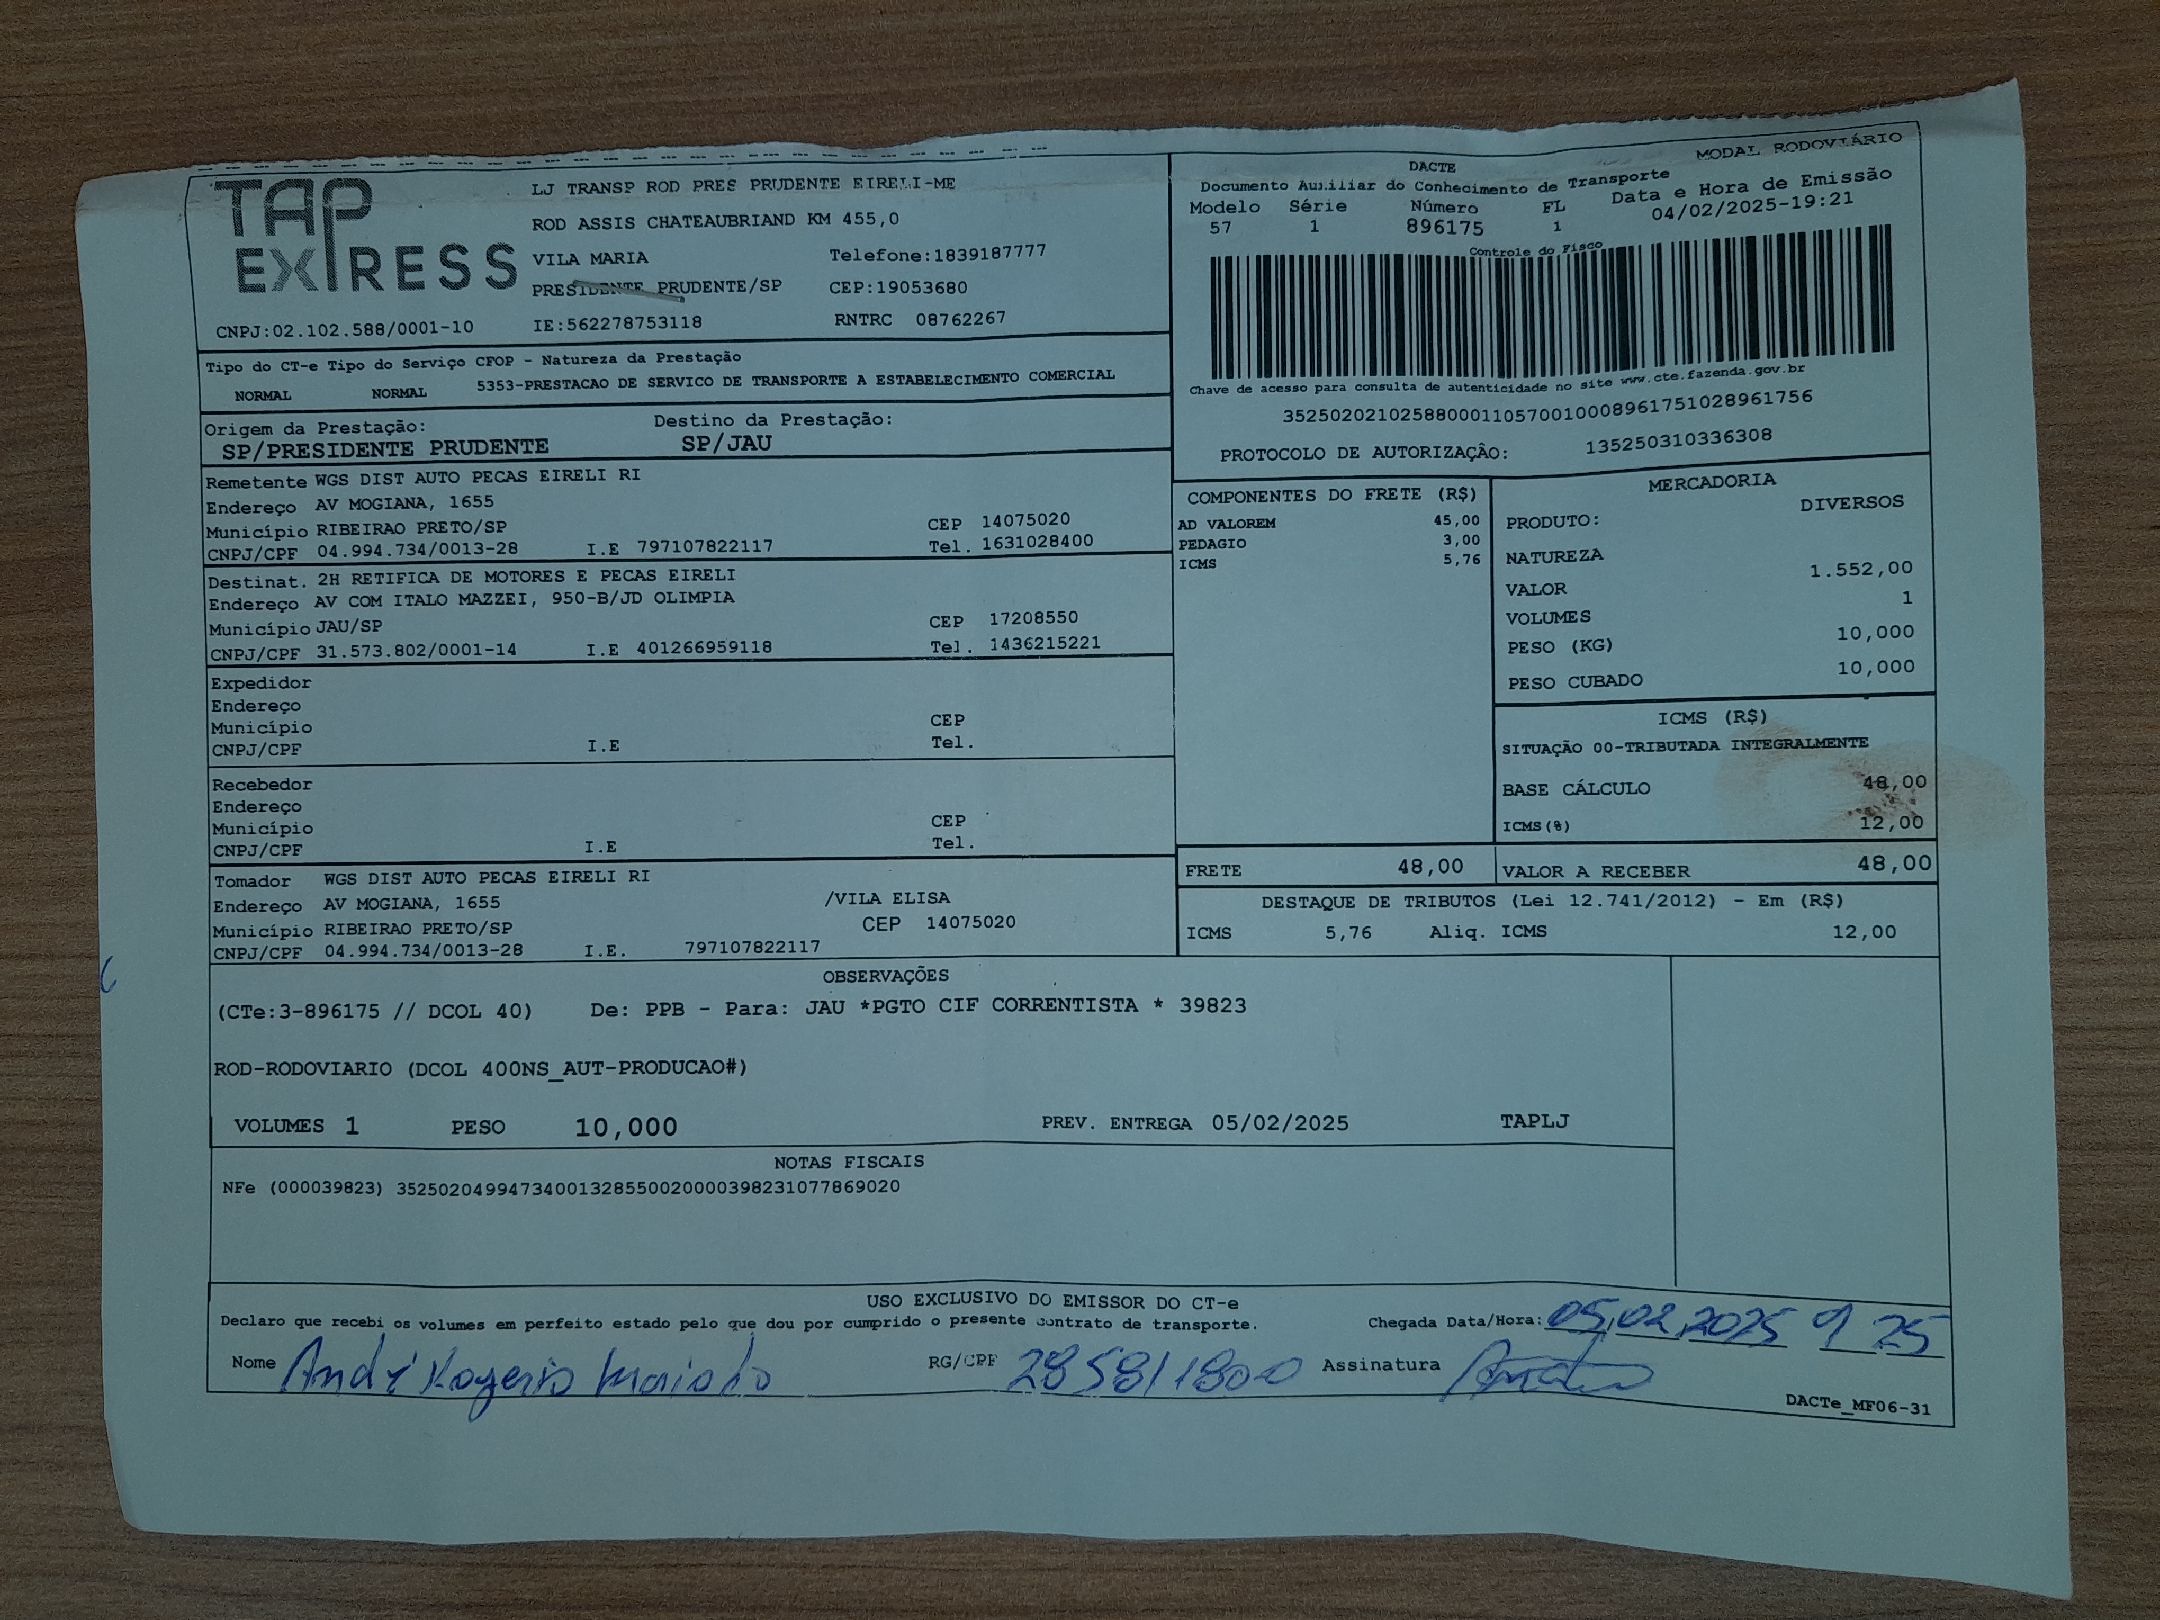 TAP
EXPRESS
LJ TRANSP ROD PRES PRUDENTE EIRELI-ME
ROD ASSIS CHATEAUBRIAND KM 455,0
VILA MARIA Telefone:1839187777
PRESIDENTE PRUDENTE/SP CEP:19053680
CNPJ:02.102.588/0001-10 IE:562278753118 RNTRC 08762267
Tipo do CT-e Tipo do Serviço CFOP - Natureza da Prestação
NORMAL NORMAL 5353-PRESTACAO DE SERVICO DE TRANSPORTE A ESTABELECIMENTO COMERCIAL
Origem da Prestação: Destino da Prestação:
SP/PRESIDENTE PRUDENTE SP/JAU
Remetente WGS DIST AUTO PECAS EIRELI RI
Endereço AV MOGIANA, 1655
Município RIBEIRAO PRETO/SP CEP 14075020
CNPJ/CPF 04.994.734/0013-28 I.E 797107822117 Tel. 1631028400
Destinat. 2H RETIFICA DE MOTORES E PECAS EIRELI
Endereço AV COM ITALO MAZZEI, 950-B/JD OLIMPIA
Município JAU/SP CEP 17208550
CNPJ/CPF 31.573.802/0001-14 I.E 401266959118 Tel. 1436215221
Expedidor
Endereço
Município CEP
CNPJ/CPF I.E Tel.
Recebedor
Endereço
Município CEP
CNPJ/CPF I.E Tel.
Tomador WGS DIST AUTO PECAS EIRELI RI
Endereço AV MOGIANA, 1655 /VILA ELISA
Município RIBEIRAO PRETO/SP CEP 14075020
CNPJ/CPF 04.994.734/0013-28 I.E. 797107822117
MODAL RODOVIÁRIO
DACTE
Documento Auxiliar do Conhecimento de Transporte
Modelo Série Número FL Data e Hora de Emissão
57 1 896175 1 04/02/2025-19:21
Controle do Fisco
Chave de acesso para consulta de autenticidade no site www.cte.fazenda.gov.br
35250202102588000110570010008961751028961756
PROTOCOLO DE AUTORIZAÇÂO: 135250310336308
COMPONENTES DO FRETE (R$)
AD VALOREM 45,00
PEDAGIO 3,00
ICMS 5,76
MERCADORIA
PRODUTO: DIVERSOS
NATUREZA
VALOR 1.552,00
VOLUMES 1
PESO (KG) 10,000
PESO CUBADO 10,000
ICMS (R$)
SITUAÇÃO 00-TRIBUTADA INTEGRALMENTE
BASE CÁLCULO 48,00
ICMS(%) 12,00
FRETE 48,00 VALOR A RECEBER 48,00
DESTAQUE DE TRIBUTOS (Lei 12.741/2012) - Em (R$)
ICMS 5,76 Aliq. ICMS 12,00
OBSERVAÇÕES
(CTe:3-896175 // DCOL 40) De: PPB - Para: JAU *PGTO CIF CORRENTISTA * 39823
ROD-RODOVIARIO (DCOL 400NS_AUT-PRODUCAO#)
VOLUMES 1 PESO 10,000 PREV. ENTREGA 05/02/2025 TAPLJ
NOTAS FISCAIS
NFe (000039823) 35250204994734001328550020000398231077869020
USO EXCLUSIVO DO EMISSOR DO CT-e
Declaro que recebi os volumes em perfeito estado pelo que dou por cumprido o presente contrato de transporte. Chegada Data/Hora: 05/02/2025 9 25
Nome André Rogerio RG/CPF 285811800 Assinatura
DACTe_MF06-31